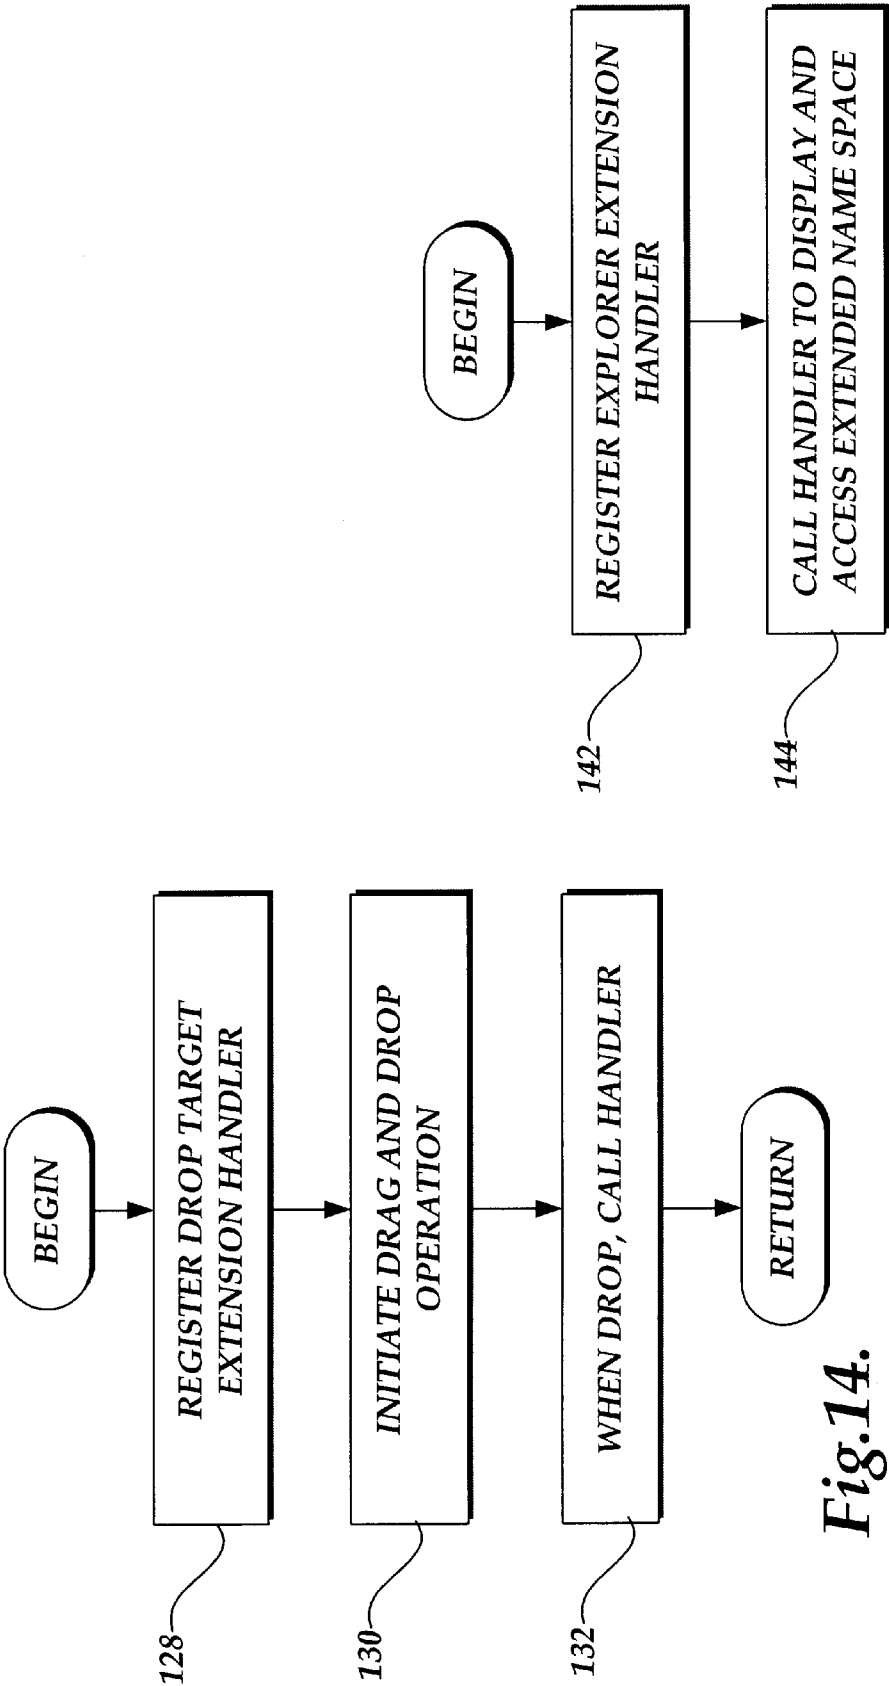 BEGIN
128
REGISTER DROP TARGET
EXTENSION HANDLER
130
INITIATE DRAG AND DROP
OPERATION
132
WHEN DROP, CALL HANDLER
RETURN
Fig.14.
BEGIN
142
REGISTER EXPLORER EXTENSION
HANDLER
144
CALL HANDLER TO DISPLAY AND
ACCESS EXTENDED NAME SPACE